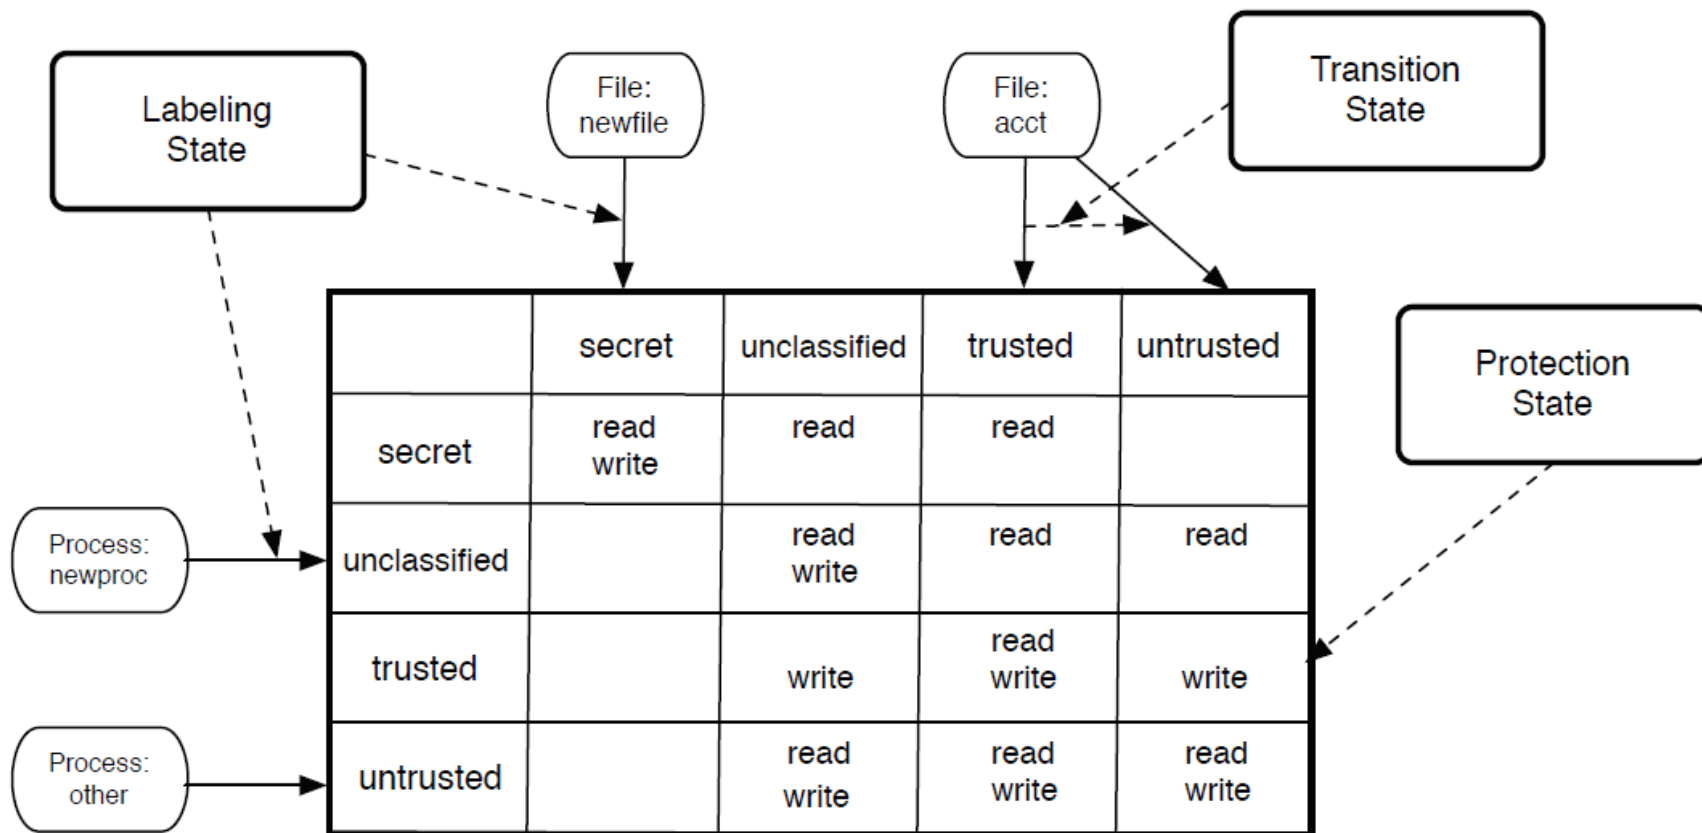 Labeling
State
File:
newfile
File:
acct
Transition
State
secret unclassified trusted untrusted
Protection
State
secret
read
write
read
read
Process:
newproc
unclassified
read
write
read
read
trusted
write
read
write
write
Process:
other
untrusted
read
write
read
write
read
write